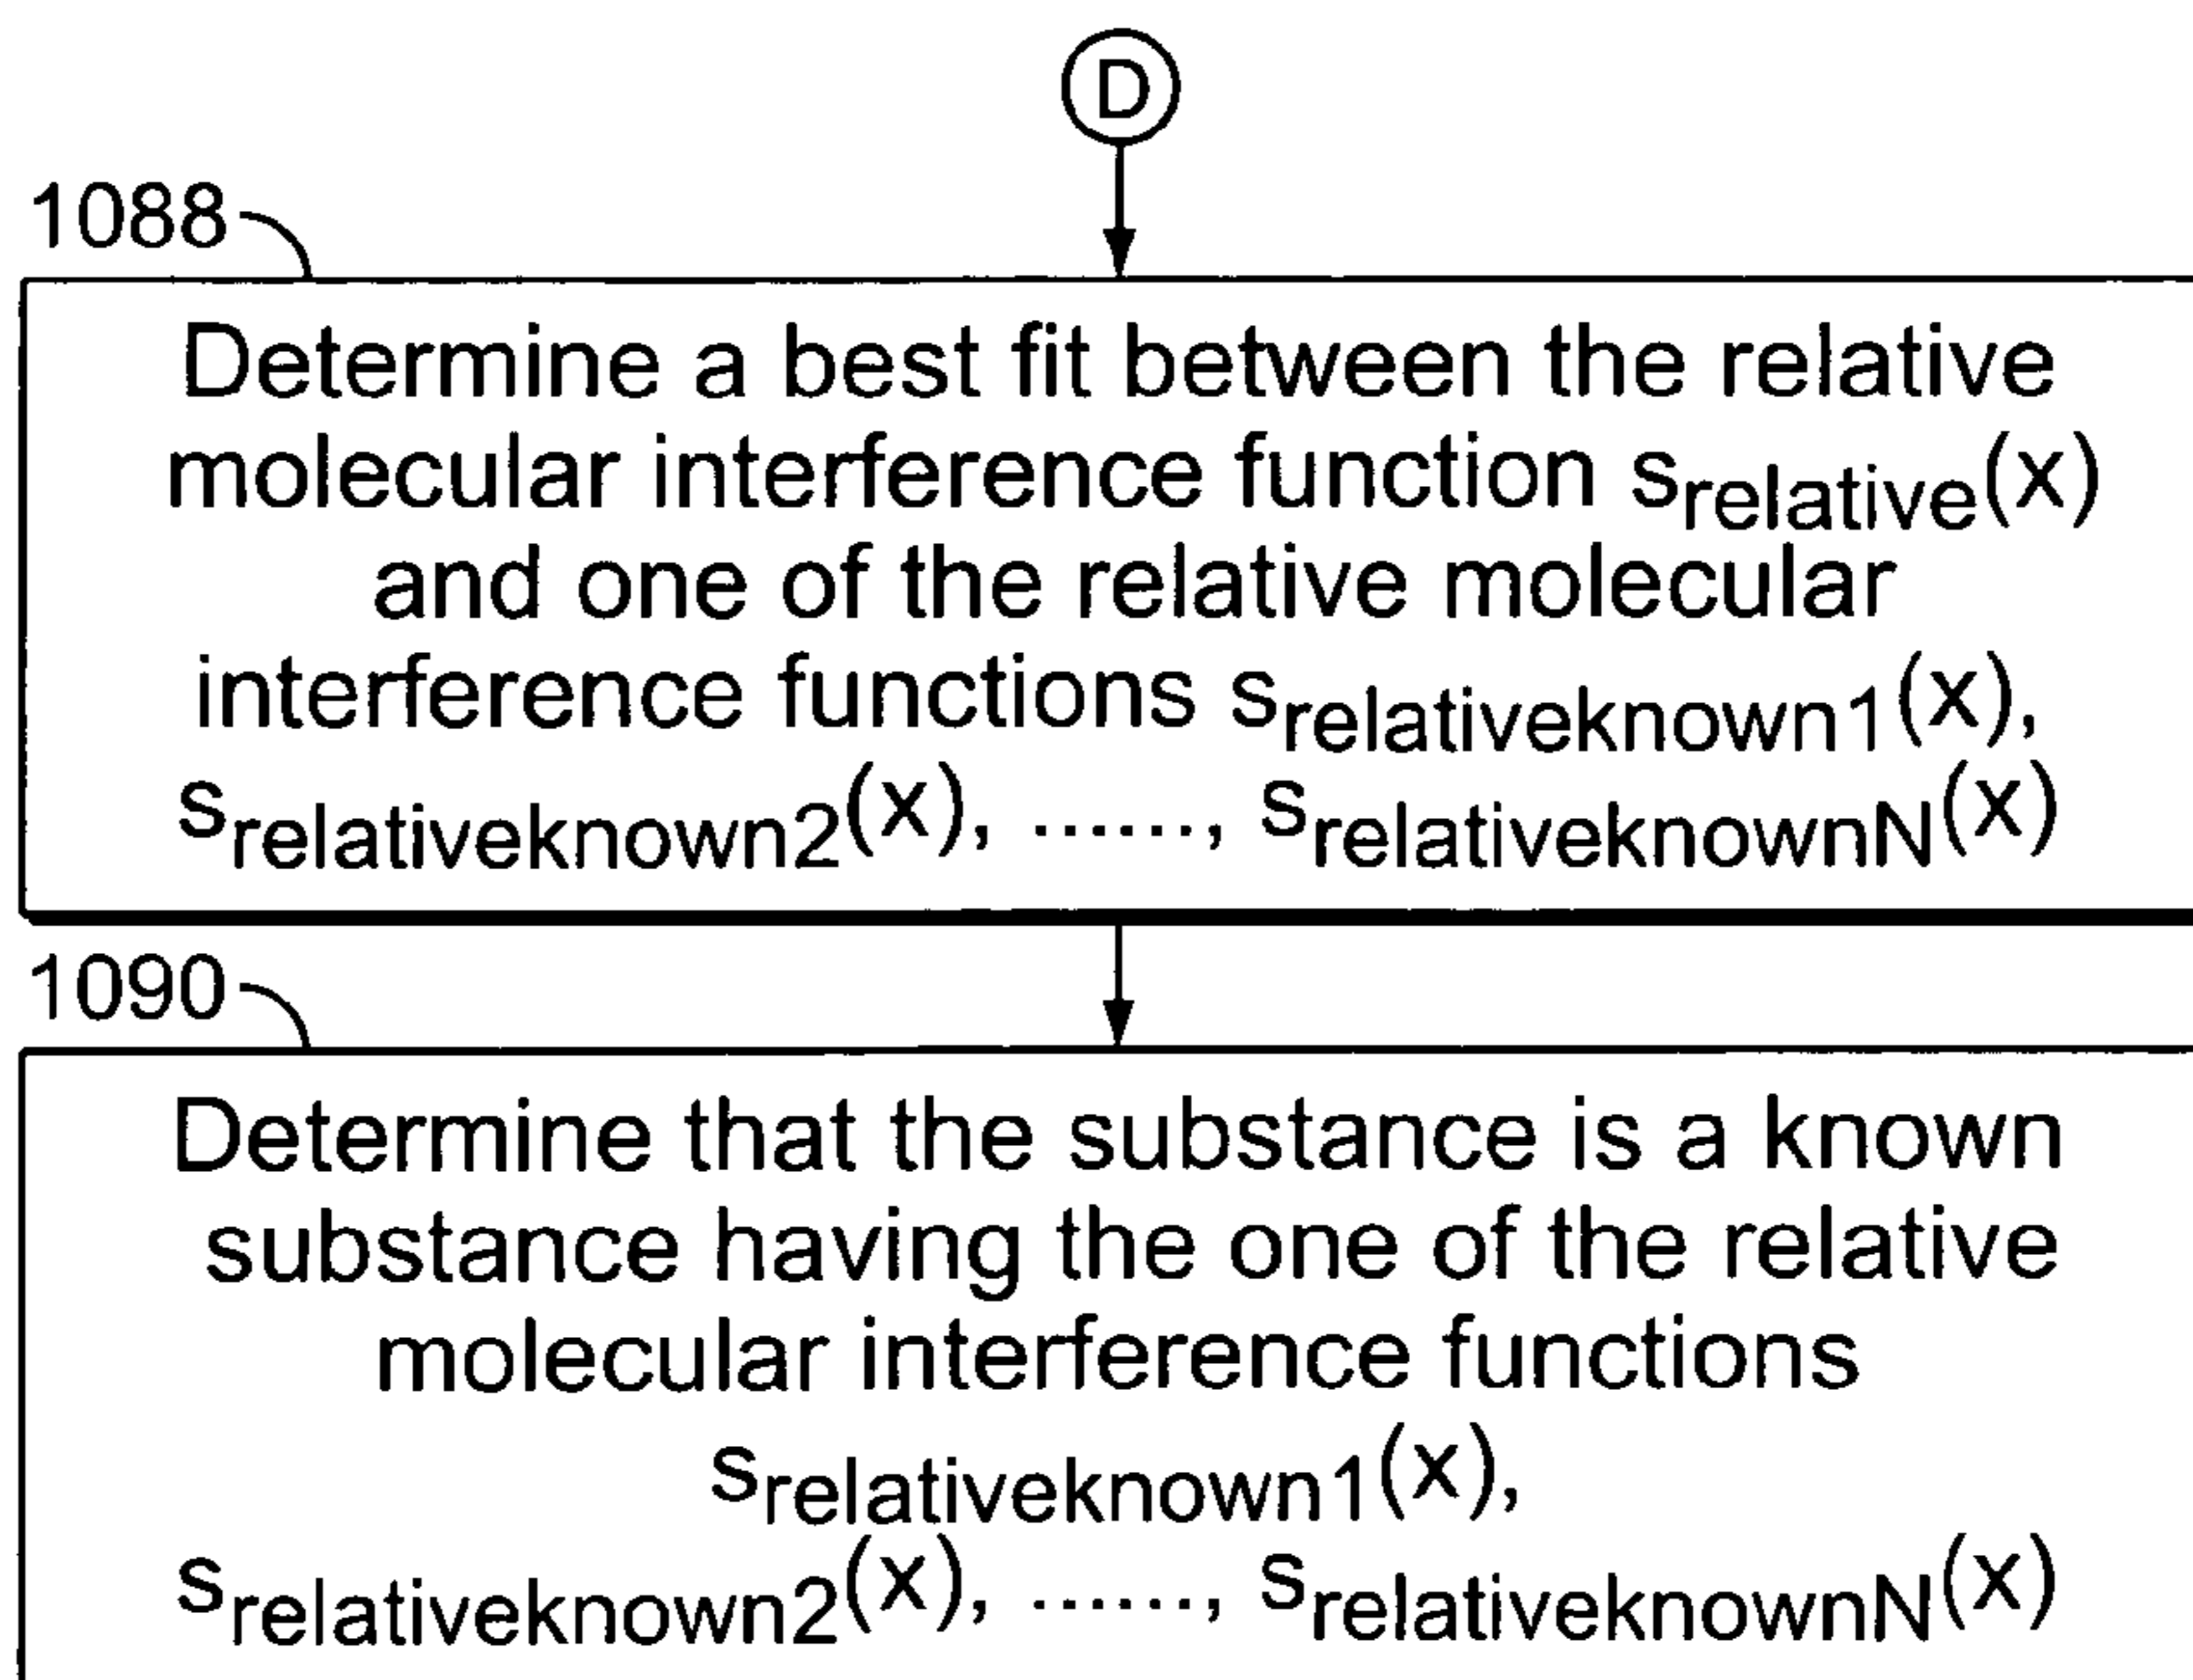 D
1088
Determine a best fit between the relative
molecular interference function srelative(x)
and one of the relative molecular
interference functions srelativeknown1(x),
srelativeknown2(x), ......, srelativeknownN(x)
1090
Determine that the substance is a known
substance having the one of the relative
molecular interference functions
srelativeknown1(x),
srelativeknown2(x), ......, srelativeknownN(x)